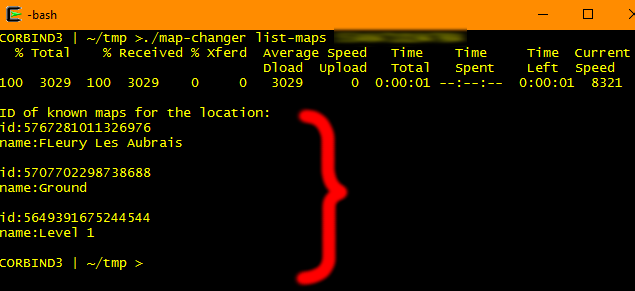 -bash
CORBIND3 | ~/tmp >./map-changer list-maps
% Total % Received % Xferd Average Speed Time Time Time Current
Dload Upload Total Spent Left Speed
100 3029 100 3029 0 0 3029 0 0:00:01 --:--:-- 0:00:01 8321
ID of known maps for the location:
id:5767281011326976
name:FLeury Les Aubrais
id:5707702298738688
name:Ground
id:5649391675244544
name:Level 1
CORBIND3 | ~/tmp >